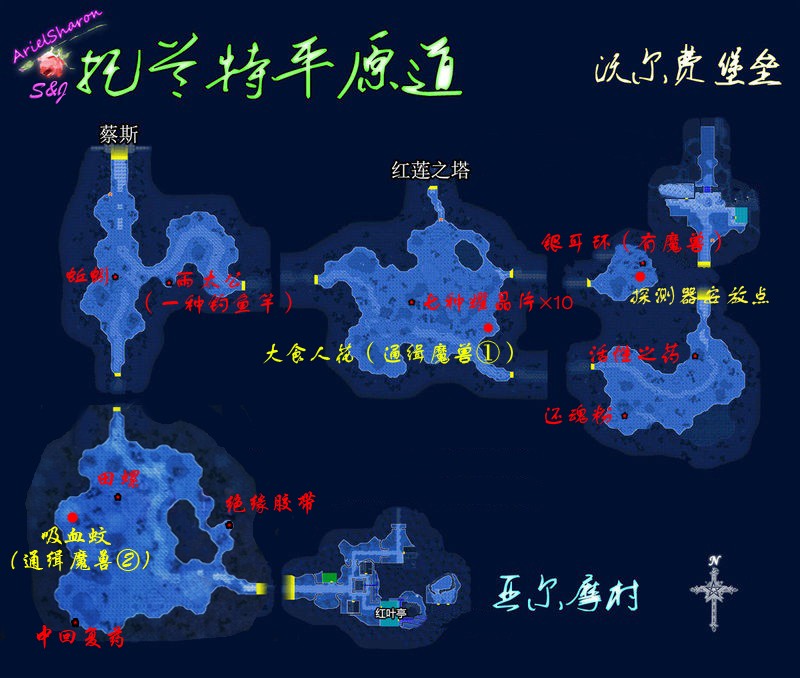 ArielSharon
S&J
托兰特平原道
沃尔费堡垒
蔡斯
红莲之塔
银耳环（有魔兽）
蚯蚓
雨太公
（一种钓鱼竿）
七种耀晶片×10
探测器安放点
大食人花（通缉魔兽①）
活性之药
还魂粉
田螺
绝缘胶带
吸血蚊
（通缉魔兽②）
N
亚尔摩村
红叶亭
中回复药